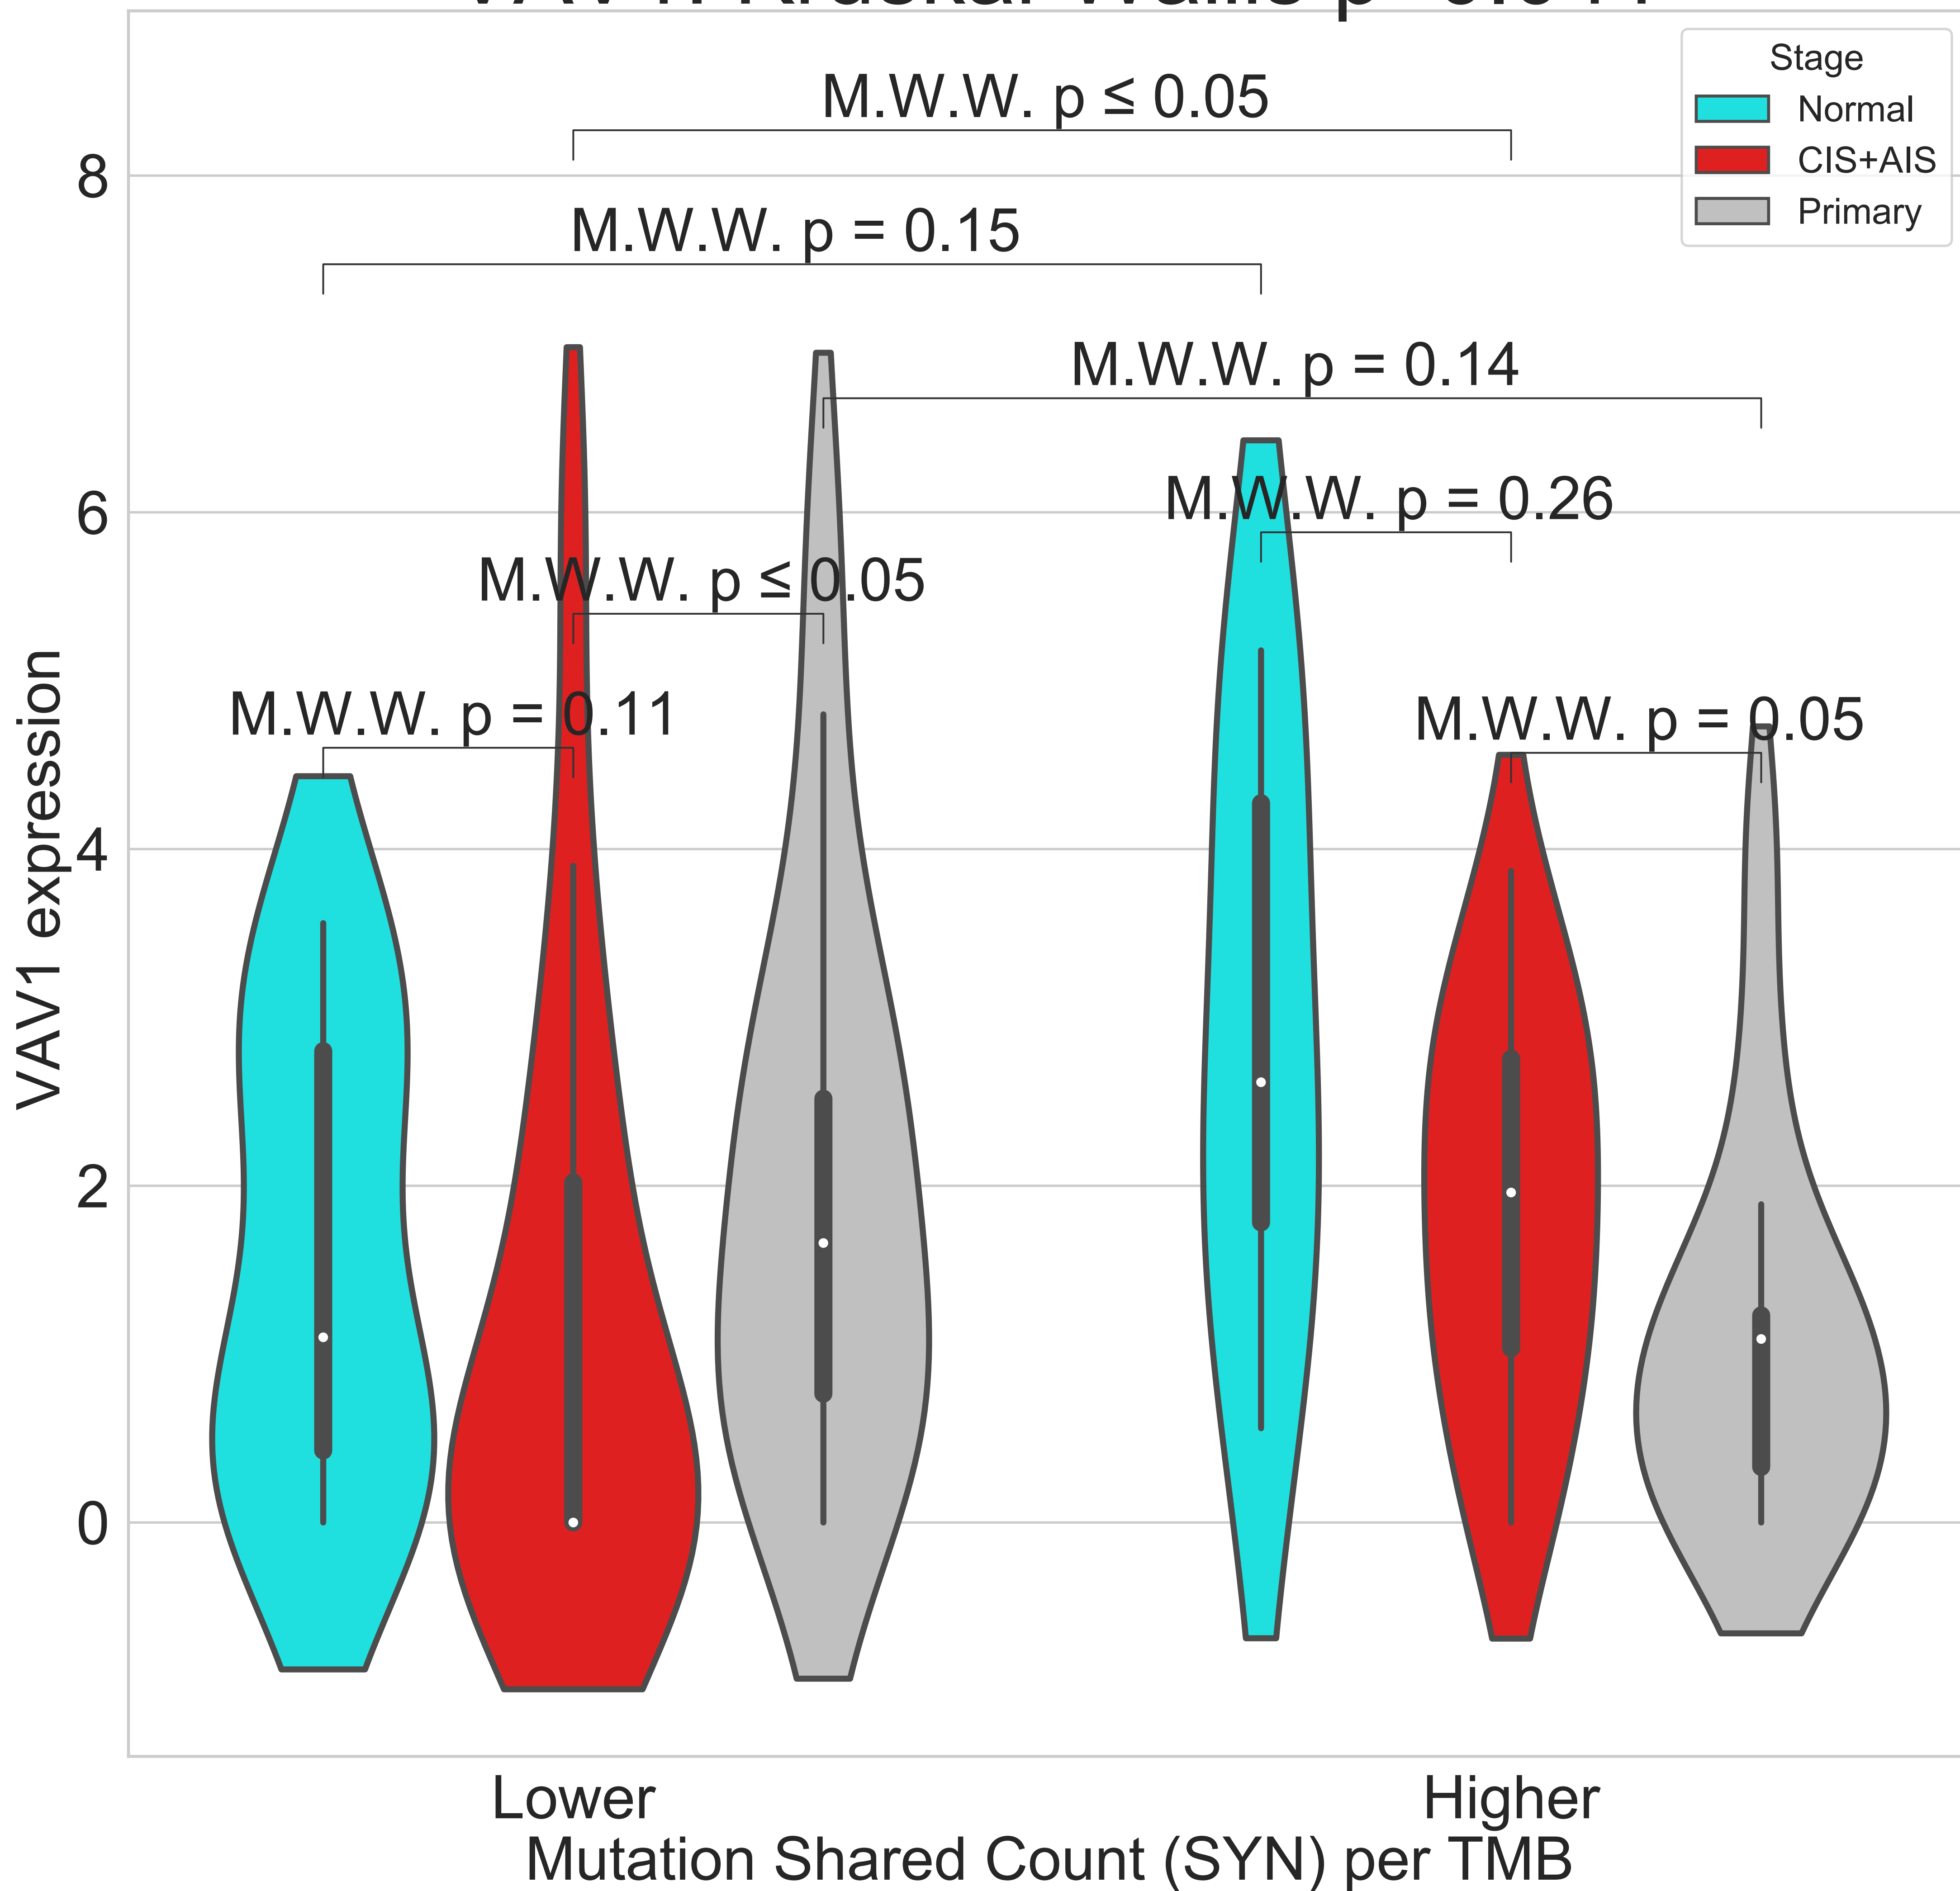 Stage
Normal
CIS+AIS
Primary
M.W.W. p ≤ 0.05
M.W.W. p = 0.15
M.W.W. p = 0.14
M.W.W. p = 0.26
M.W.W. p ≤ 0.05
M.W.W. p = 0.11
M.W.W. p = 0.05
8
6
4
2
0
VAV1 expression
Lower
Higher
Mutation Shared Count (SYN) per TMB